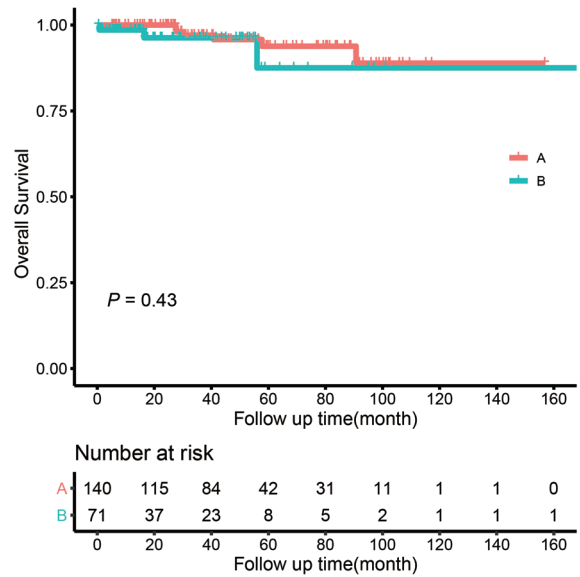 1.00
0.75
0.50
0.25
0.00
Overall Survival
A
B
P = 0.43
0 20 40 60 80 100 120 140 160
Follow up time(month)
Number at risk
A 140 115 84 42 31 11 1 1 0
B 71 37 23 8 5 2 1 1 1
0 20 40 60 80 100 120 140 160
Follow up time(month)